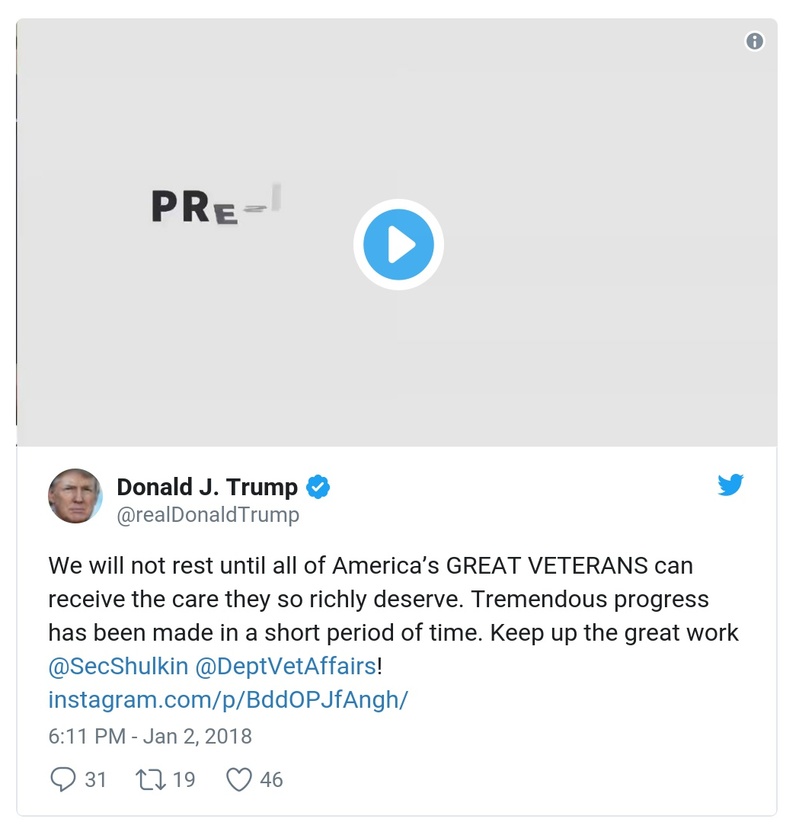 PRE-
Donald J. Trump
@realDonaldTrump
We will not rest until all of America’s GREAT VETERANS can
receive the care they so richly deserve. Tremendous progress
has been made in a short period of time. Keep up the great work
@SecShulkin @DeptVetAffairs!
instagram.com/p/BddOPJfAngh/
6:11 PM - Jan 2, 2018
31 19 46